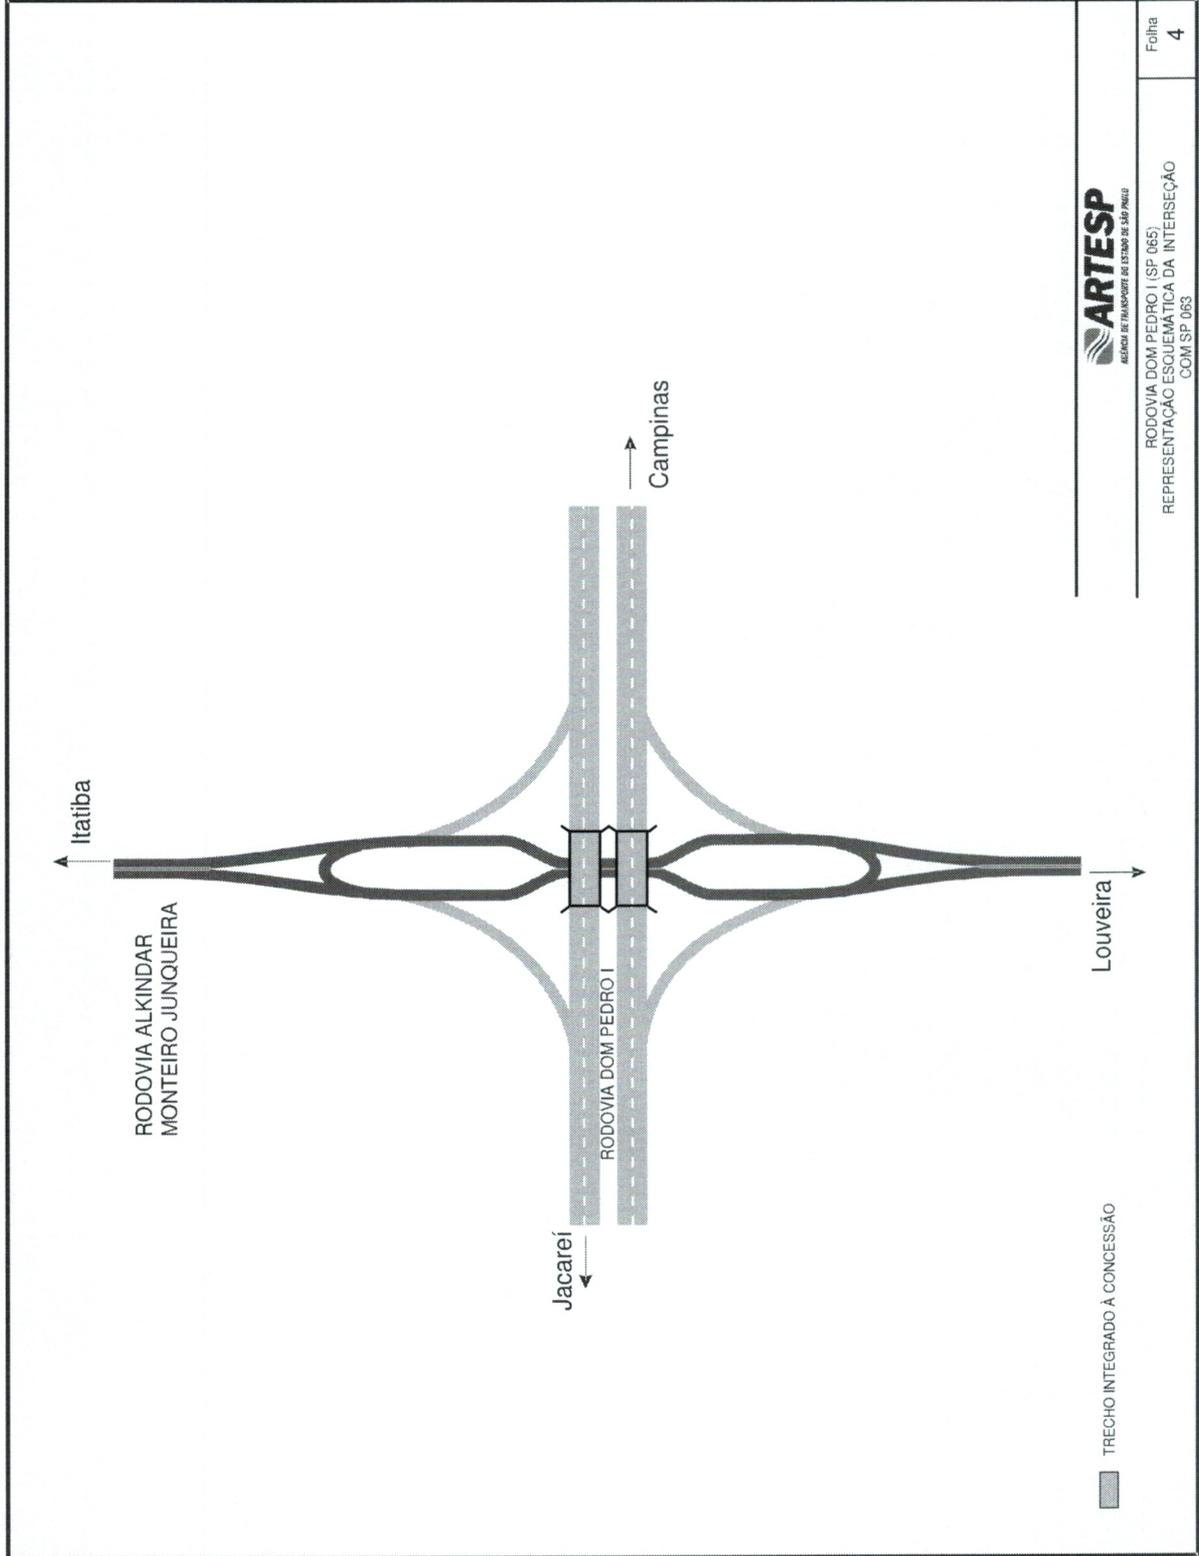 Itatiba
RODOVIA ALKINDAR
MONTEIRO JUNQUEIRA
Jacareí
RODOVIA DOM PEDRO I
Campinas
Louveira
TRECHO INTEGRADO À CONCESSÃO
ARTESP
AGÊNCIA DE TRANSPORTE DO ESTADO DE SÃO PAULO
RODOVIA DOM PEDRO I (SP 065)
REPRESENTAÇÃO ESQUEMÁTICA DA INTERSEÇÃO
COM SP 063
Folha
4